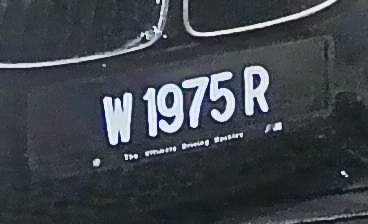 W 1975 R
The Ultimate Driving Machine